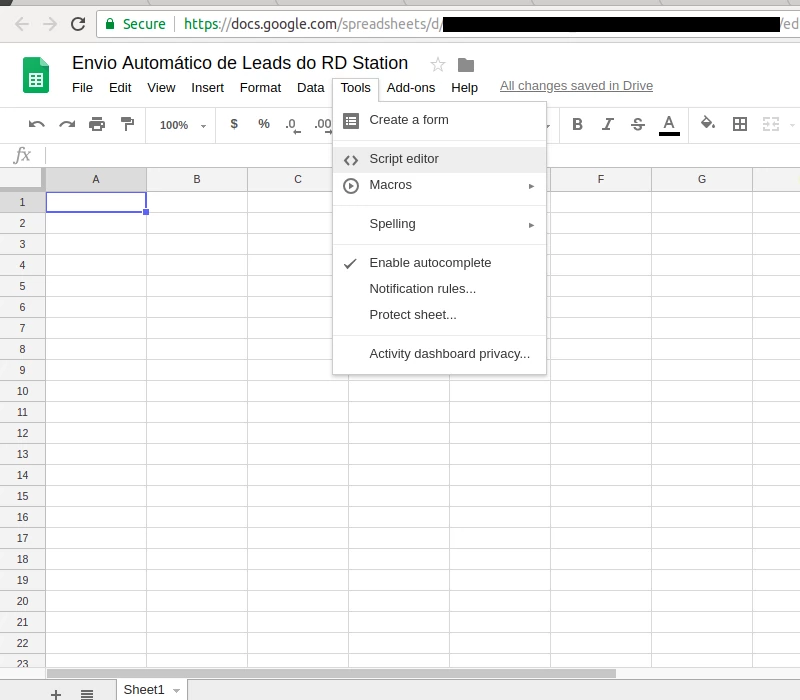 Secure https://docs.google.com/spreadsheets/d/ /ed
Envio Automático de Leads do RD Station
File Edit View Insert Format Data Tools Add-ons Help All changes saved in Drive
100% $ % .0 .00 B I S A
Create a form
fx
Script editor
A B C F G
Macros
1
2
Spelling
3
4
Enable autocomplete
5
Notification rules...
6
Protect sheet...
7
8
Activity dashboard privacy...
9
10
11
12
13
14
15
16
17
18
19
20
21
22
23
Sheet1